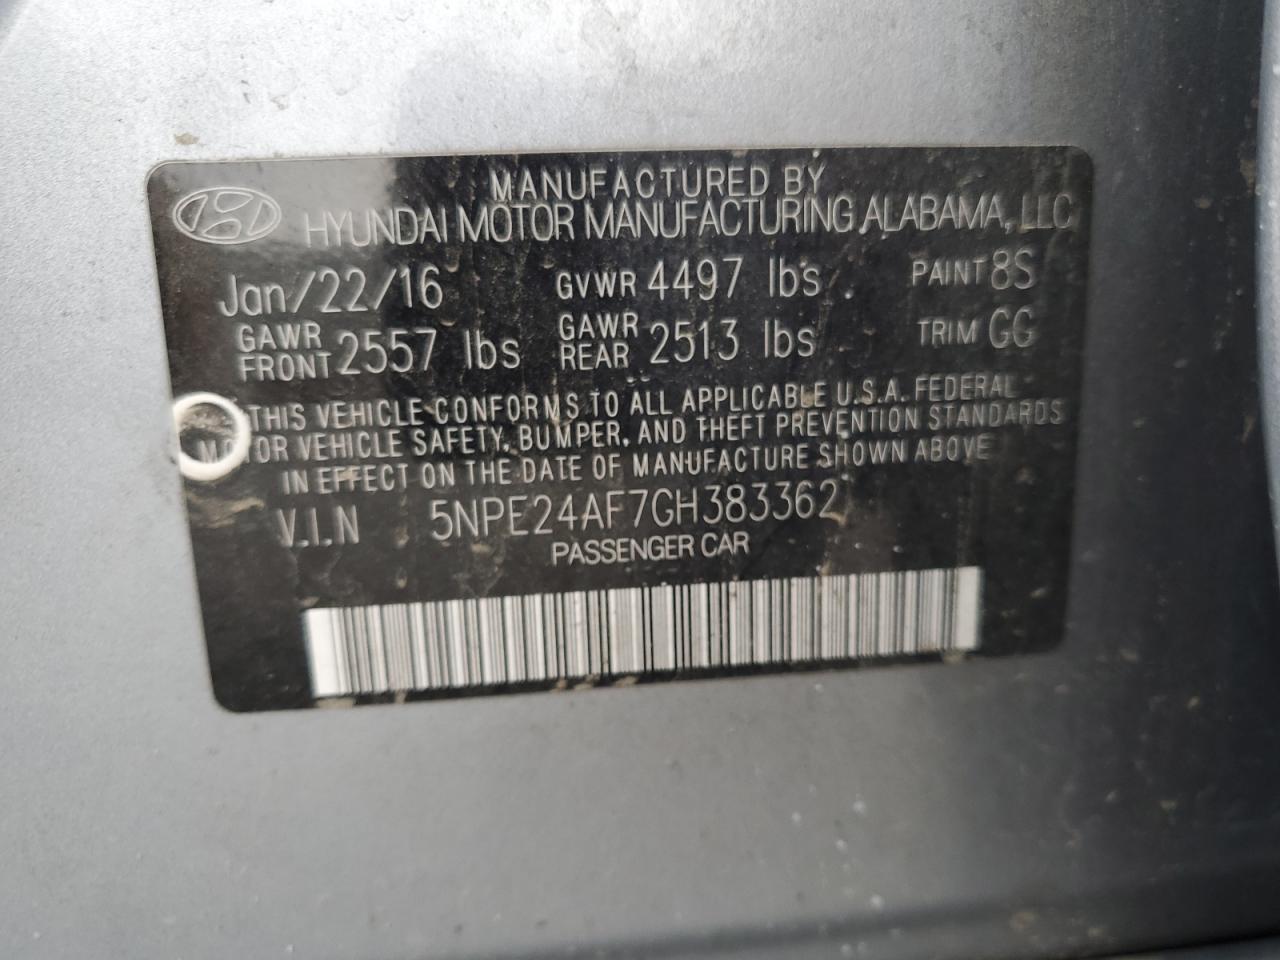 MANUFACTURED BY
HYUNDAI MOTOR MANUFACTURING ALABAMA, LLC
Jan/22/16 GVWR 4497 lbs PAINT 8S
GAWR FRONT 2557 lbs GAWR REAR 2513 lbs TRIM GG
THIS VEHICLE CONFORMS TO ALL APPLICABLE U.S.A. FEDERAL
MOTOR VEHICLE SAFETY, BUMPER, AND THEFT PREVENTION STANDARDS
IN EFFECT ON THE DATE OF MANUFACTURE SHOWN ABOVE
V.I.N 5NPE24AF7GH383362
PASSENGER CAR